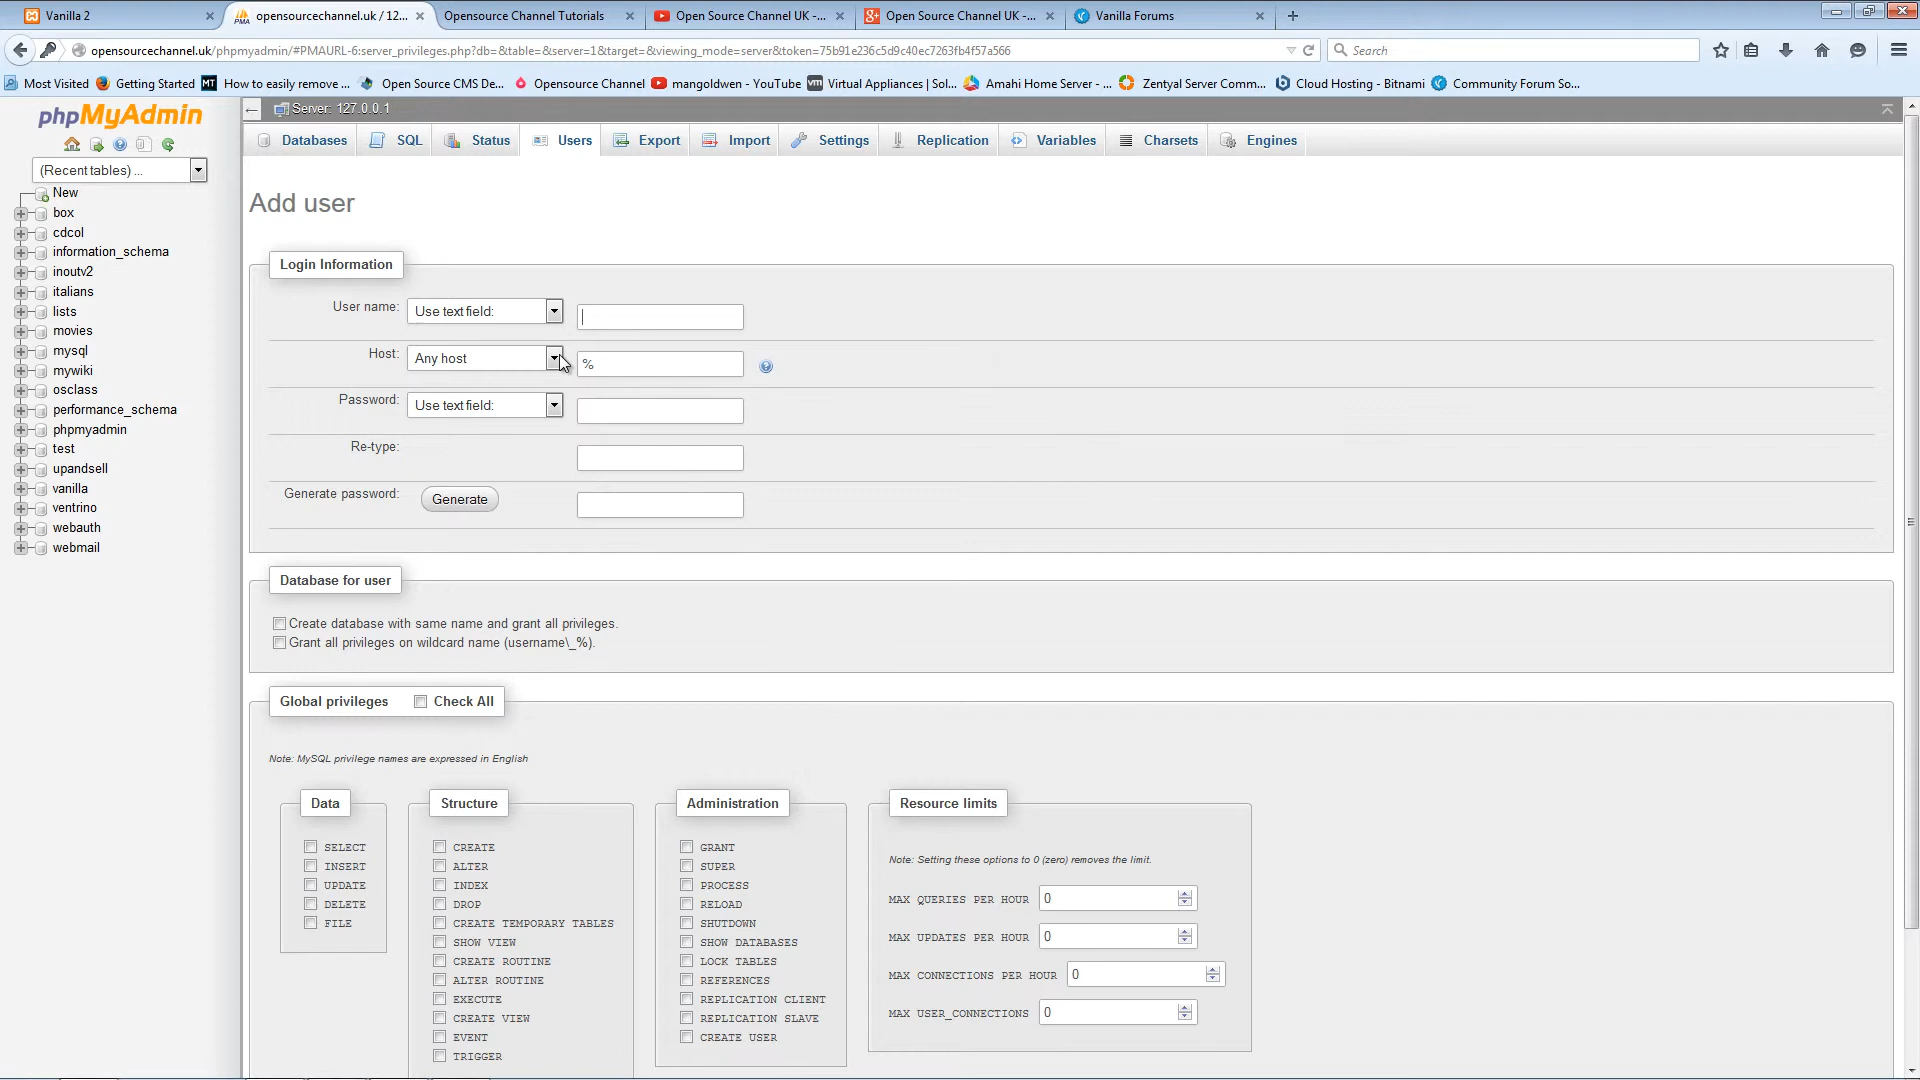 Vanilla 2
opensourcechannel.uk / 12...
Opensource Channel Tutorials
Open Source Channel UK -...
Open Source Channel UK -...
Vanilla Forums
opensourcechannel.uk/phpmyadmin/#PMAURL-6:server_privileges.php?db=&table=&server=1&target=&viewing_mode=server&token=75b91e236c5d9c40ec7263fb4f57a566
Search
Most Visited
Getting Started
MT How to easily remove ...
Open Source CMS De...
Opensource Channel
mangoldwen - YouTube
vm Virtual Appliances | Sol...
Amahi Home Server - ...
Zentyal Server Comm...
Cloud Hosting - Bitnami
Community Forum So...
phpMyAdmin
(Recent tables) ...
New
box
cdcol
information_schema
inoutv2
italians
lists
movies
mysql
mywiki
osclass
performance_schema
phpmyadmin
test
upandsell
vanilla
ventrino
webauth
webmail
Server: 127.0.0.1
Databases
SQL
Status
Users
Export
Import
Settings
Replication
Variables
Charsets
Engines
Add user
Login Information
User name: Use text field:
Host: Any host %
Password: Use text field:
Re-type:
Generate password: Generate
Database for user
Create database with same name and grant all privileges.
Grant all privileges on wildcard name (username\_%).
Global privileges Check All
Note: MySQL privilege names are expressed in English
Data
SELECT
INSERT
UPDATE
DELETE
FILE
Structure
CREATE
ALTER
INDEX
DROP
CREATE TEMPORARY TABLES
SHOW VIEW
CREATE ROUTINE
ALTER ROUTINE
EXECUTE
CREATE VIEW
EVENT
TRIGGER
Administration
GRANT
SUPER
PROCESS
RELOAD
SHUTDOWN
SHOW DATABASES
LOCK TABLES
REFERENCES
REPLICATION CLIENT
REPLICATION SLAVE
CREATE USER
Resource limits
Note: Setting these options to 0 (zero) removes the limit.
MAX QUERIES PER HOUR 0
MAX UPDATES PER HOUR 0
MAX CONNECTIONS PER HOUR 0
MAX USER_CONNECTIONS 0